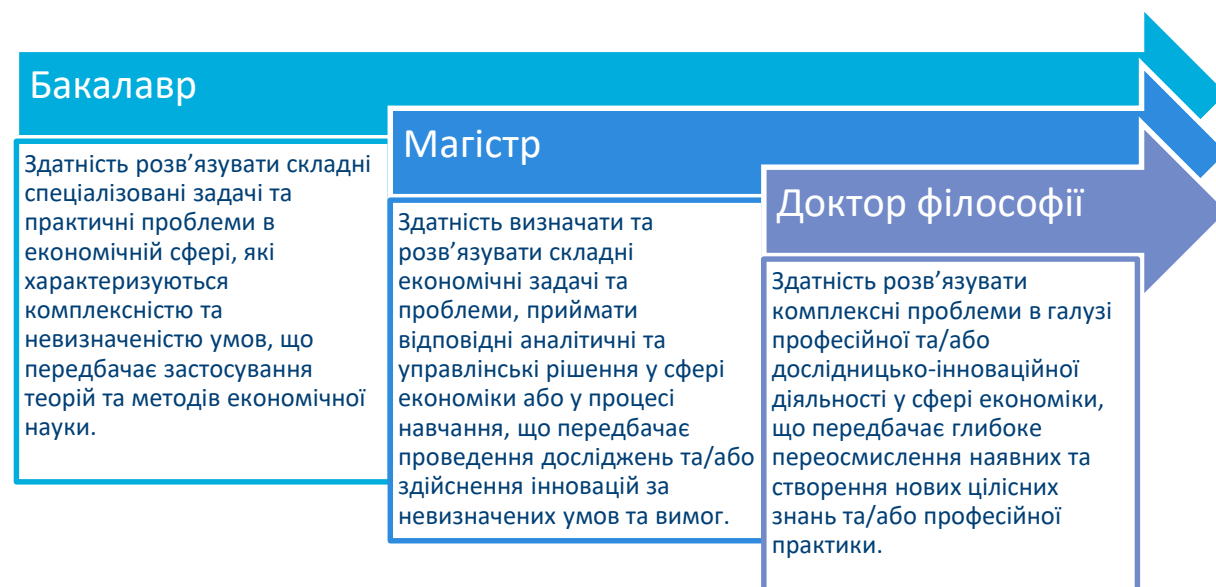 Бакалавр
Здатність розв’язувати складні
спеціалізовані задачі та
практичні проблеми в
економічній сфері, які
характеризуються
комплексністю та
невизначеністю умов, що
передбачає застосування
теорій та методів економічної
науки.
Магістр
Здатність визначати та
розв’язувати складні
економічні задачі та
проблеми, приймати
відповідні аналітичні та
управлінські рішення у сфері
економіки або у процесі
навчання, що передбачає
проведення досліджень та/або
здійснення інновацій за
невизначених умов та вимог.
Доктор філософії
Здатність розв’язувати
комплексні проблеми в галузі
професійної та/або
дослідницько-інноваційної
діяльності у сфері економіки,
що передбачає глибоке
переосмислення наявних та
створення нових цілісних
знань та/або професійної
практики.